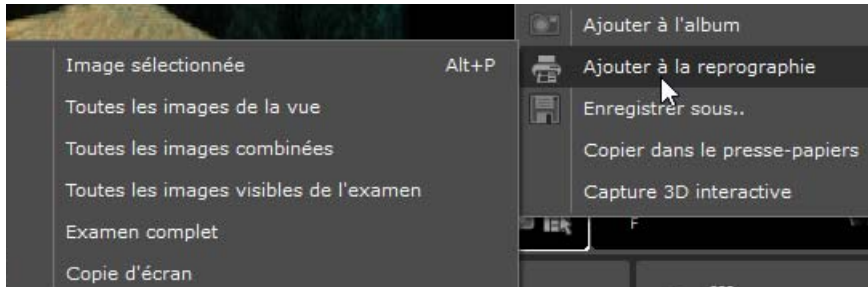 Ajouter à l'album
Ajouter à la reprographie
Enregistrer sous..
Copier dans le presse-papiers
Capture 3D interactive
Image sélectionnée Alt+P
Toutes les images de la vue
Toutes les images combinées
Toutes les images visibles de l'examen
Examen complet
Copie d'écran
F